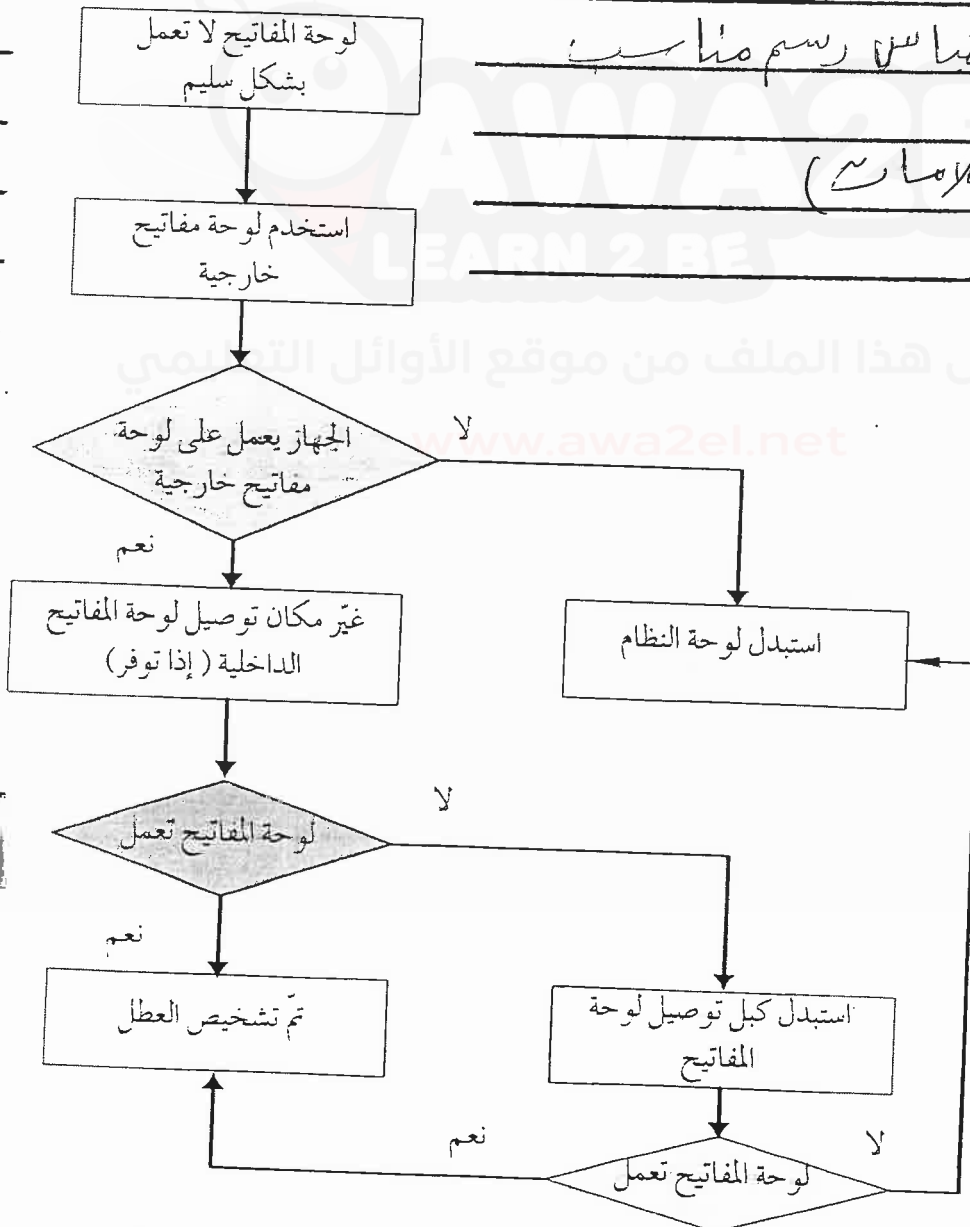 لوحة المفاتيح لا تعمل
بشكل سليم
رسم مناسب
استخدم لوحة مفاتيح
خارجية
AWA2E
LEARN 2 BE
هذا الملف من موقع الأوائل التعليمي
www.awa2el.net
الجهاز يعمل على لوحة
مفاتيح خارجية
لا
نعم
غيّر مكان توصيل لوحة المفاتيح
الداخلية (إذا توفر)
استبدل لوحة النظام
لوحة المفاتيح تعمل
لا
نعم
تمّ تشخيص العطل
استبدل كبل توصيل لوحة
المفاتيح
نعم
لا
لوحة المفاتيح تعمل